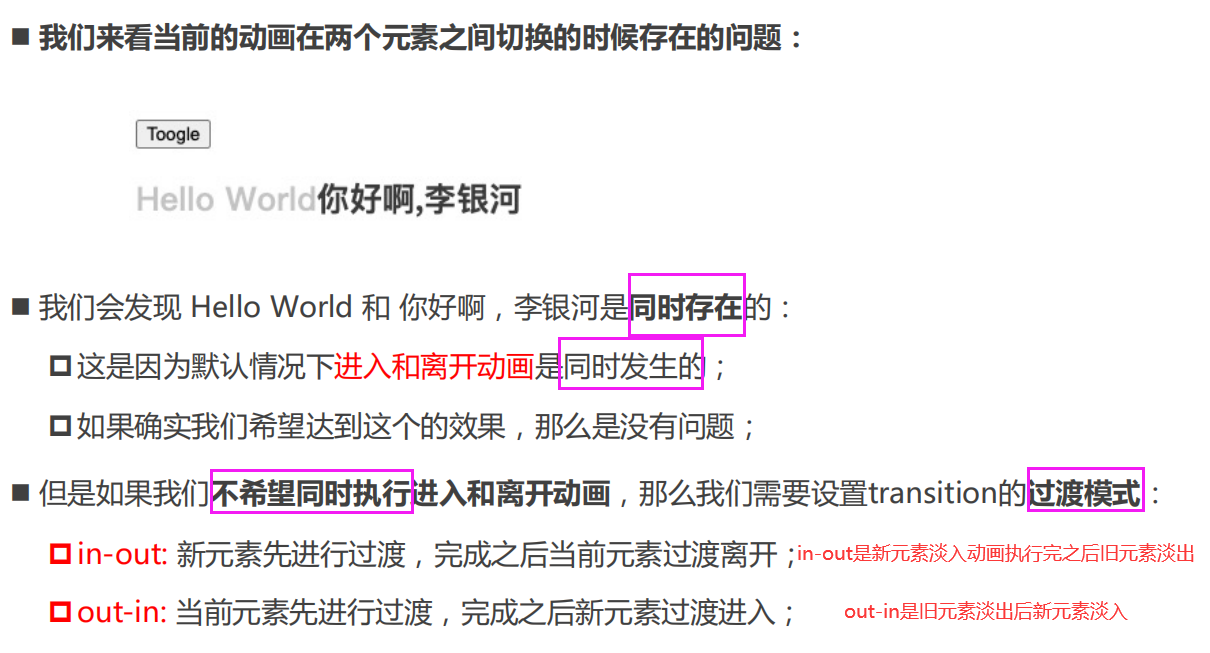 ■ 我们来看当前的动画在两个元素之间切换的时候存在的问题：
Toogle
Hello World你好啊,李银河
■ 我们会发现 Hello World 和 你好啊，李银河是同时存在的：
这是因为默认情况下进入和离开动画是同时发生的；
如果确实我们希望达到这个的效果，那么是没有问题；
■ 但是如果我们不希望同时执行进入和离开动画，那么我们需要设置transition的过渡模式：
in-out: 新元素先进行过渡，完成之后当前元素过渡离开；in-out是新元素淡入动画执行完之后旧元素淡出
out-in: 当前元素先进行过渡，完成之后新元素过渡进入； out-in是旧元素淡出后新元素淡入